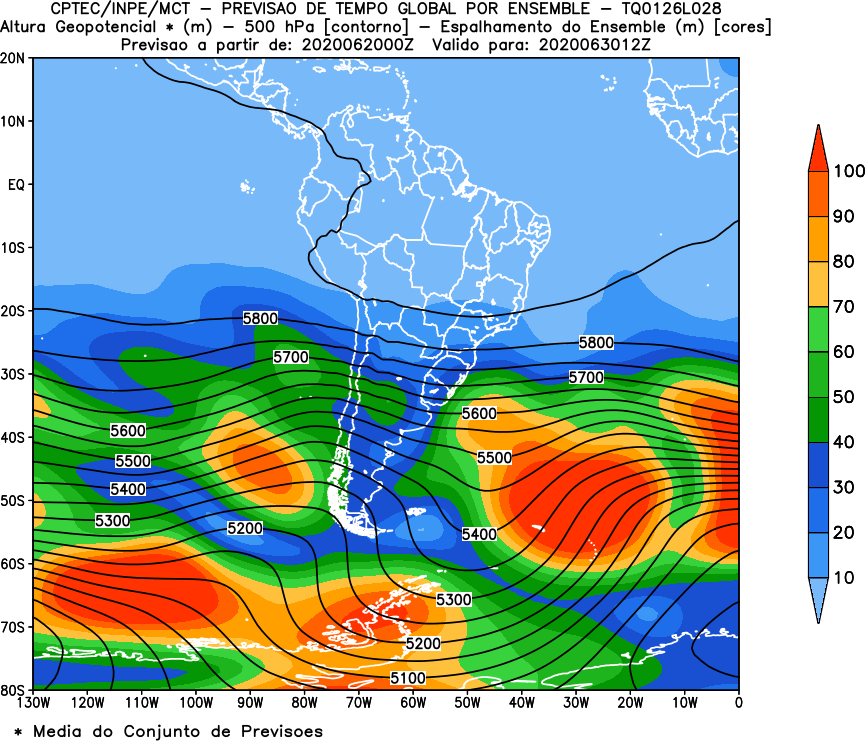 CPTEC/INPE/MCT - PREVISAO DE TEMPO GLOBAL POR ENSEMBLE - TQ0126L028
Altura Geopotencial * (m) - 500 hPa [contorno] - Espalhamento do Ensemble (m) [cores]
Previsao a partir de: 2020062000Z Valido para: 2020063012Z
20N
10N
EQ
10S
20S
30S
40S
50S
60S
70S
80S
5800
5700
5800
5700
5600
5600
5500
5500
5400
5300
5200
5400
5300
5200
5100
100
90
80
70
60
50
40
30
20
10
130W 120W 110W 100W 90W 80W 70W 60W 50W 40W 30W 20W 10W 0
* Media do Conjunto de Previsoes